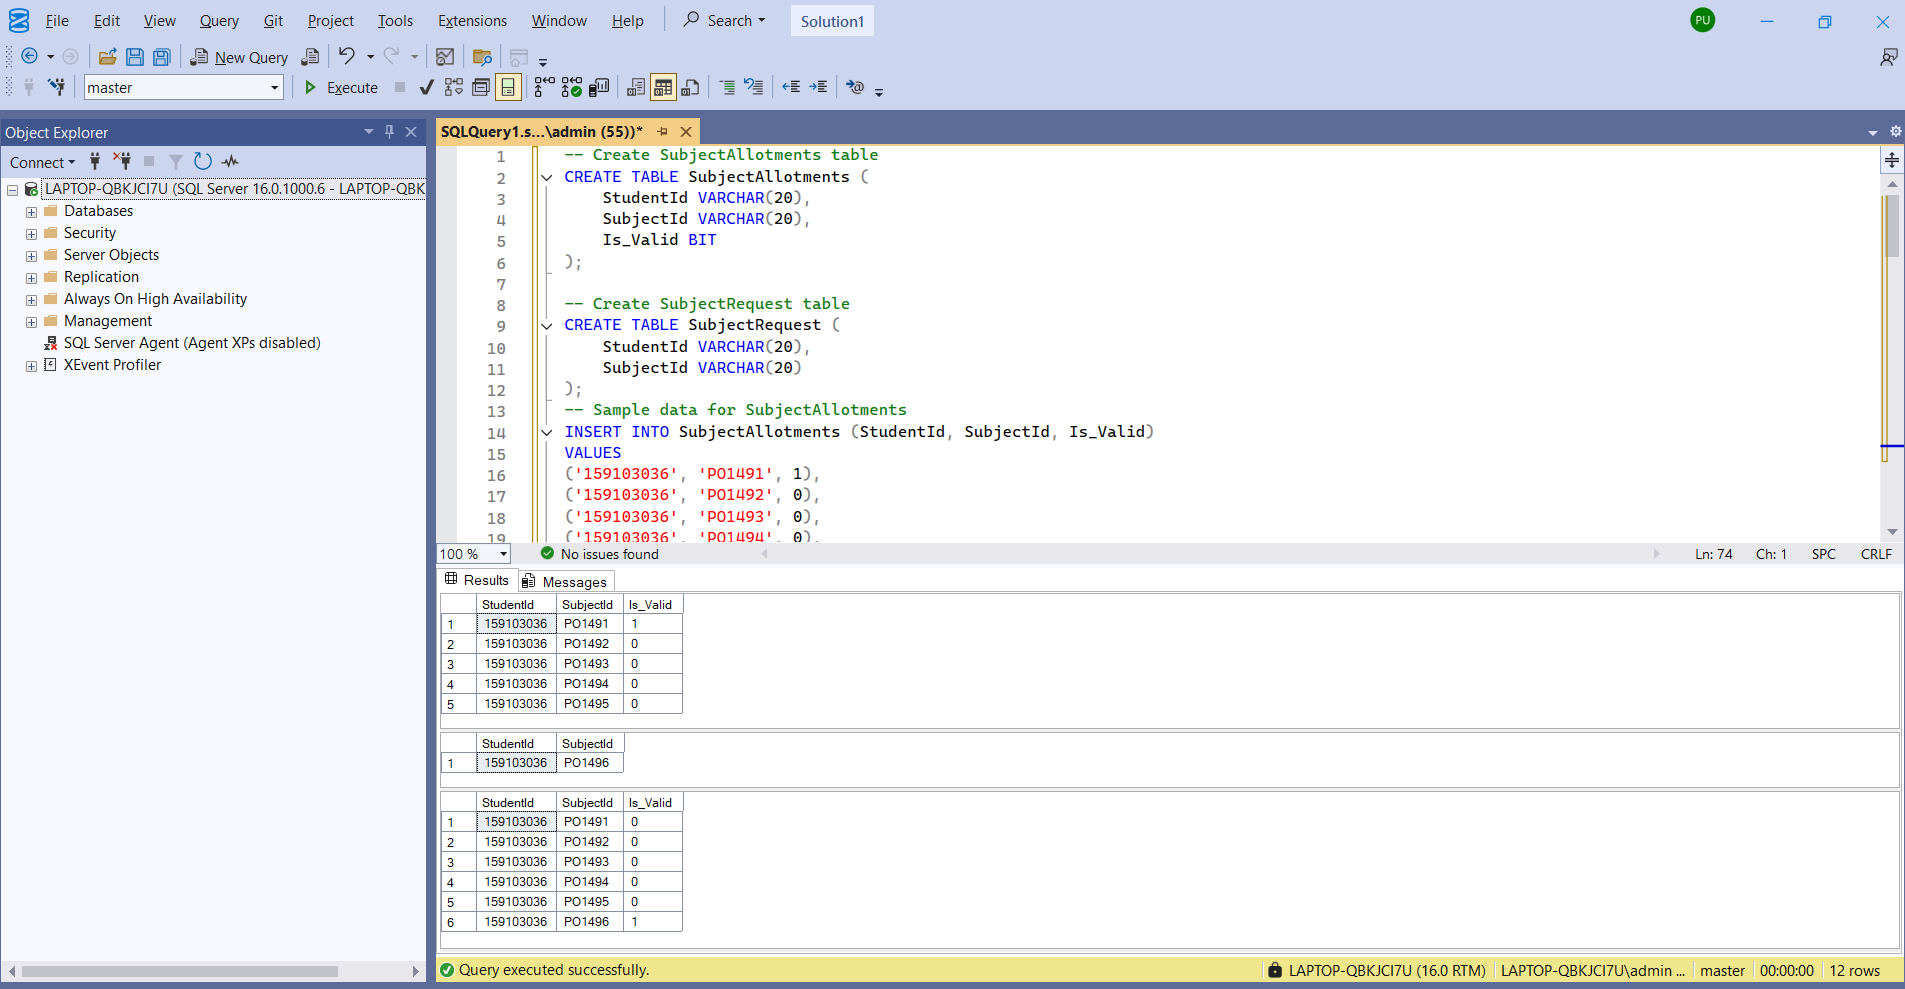 File Edit View Query Git Project Tools Extensions Window Help Search Solution1 PU
New Query
master Execute
Object Explorer
Connect
LAPTOP-QBKJCI7U (SQL Server 16.0.1000.6 - LAPTOP-QBK
Databases
Security
Server Objects
Replication
Always On High Availability
Management
SQL Server Agent (Agent XPs disabled)
XEvent Profiler
SQLQuery1.s...\admin (55))*
1 -- Create SubjectAllotments table
2 CREATE TABLE SubjectAllotments (
3 StudentId VARCHAR(20),
4 SubjectId VARCHAR(20),
5 Is_Valid BIT
6 );
7
8 -- Create SubjectRequest table
9 CREATE TABLE SubjectRequest (
10 StudentId VARCHAR(20),
11 SubjectId VARCHAR(20)
12 );
13 -- Sample data for SubjectAllotments
14 INSERT INTO SubjectAllotments (StudentId, SubjectId, Is_Valid)
15 VALUES
16 ('159103036', 'PO1491', 1),
17 ('159103036', 'PO1492', 0),
18 ('159103036', 'PO1493', 0),
19 ('159103036', 'PO1494', 0),
100 % No issues found Ln: 74 Ch: 1 SPC CRLF
Results Messages
StudentId SubjectId Is_Valid
1 159103036 PO1491 1
2 159103036 PO1492 0
3 159103036 PO1493 0
4 159103036 PO1494 0
5 159103036 PO1495 0
StudentId SubjectId
1 159103036 PO1496
StudentId SubjectId Is_Valid
1 159103036 PO1491 0
2 159103036 PO1492 0
3 159103036 PO1493 0
4 159103036 PO1494 0
5 159103036 PO1495 0
6 159103036 PO1496 1
Query executed successfully. LAPTOP-QBKJCI7U (16.0 RTM) LAPTOP-QBKJCI7U\admin ... master 00:00:00 12 rows